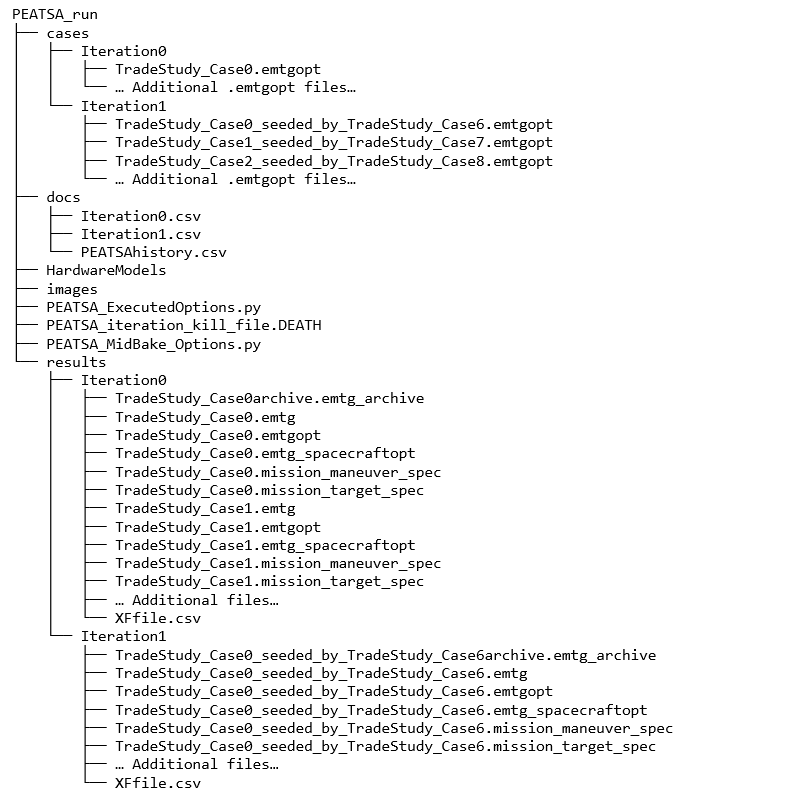 PEATSA_run
├── cases
│   ├── Iteration0
│   │   ├── TradeStudy_Case0.emtgopt
│   │   └── … Additional .emtgopt files…
│   └── Iteration1
│       ├── TradeStudy_Case0_seeded_by_TradeStudy_Case6.emtgopt
│       ├── TradeStudy_Case1_seeded_by_TradeStudy_Case7.emtgopt
│       ├── TradeStudy_Case2_seeded_by_TradeStudy_Case8.emtgopt
│       └── … Additional .emtgopt files…
├── docs
│   ├── Iteration0.csv
│   ├── Iteration1.csv
│   └── PEATSAhistory.csv
├── HardwareModels
├── images
├── PEATSA_ExecutedOptions.py
├── PEATSA_iteration_kill_file.DEATH
├── PEATSA_MidBake_Options.py
└── results
    ├── Iteration0
    │   ├── TradeStudy_Case0archive.emtg_archive
    │   ├── TradeStudy_Case0.emtg
    │   ├── TradeStudy_Case0.emtgopt
    │   ├── TradeStudy_Case0.emtg_spacecraftopt
    │   ├── TradeStudy_Case0.mission_maneuver_spec
    │   ├── TradeStudy_Case0.mission_target_spec
    │   ├── TradeStudy_Case1.emtg
    │   ├── TradeStudy_Case1.emtgopt
    │   ├── TradeStudy_Case1.emtg_spacecraftopt
    │   ├── TradeStudy_Case1.mission_maneuver_spec
    │   ├── TradeStudy_Case1.mission_target_spec
    │   ├── … Additional files…
    │   └── XFfile.csv
    └── Iteration1
        ├── TradeStudy_Case0_seeded_by_TradeStudy_Case6archive.emtg_archive
        ├── TradeStudy_Case0_seeded_by_TradeStudy_Case6.emtg
        ├── TradeStudy_Case0_seeded_by_TradeStudy_Case6.emtgopt
        ├── TradeStudy_Case0_seeded_by_TradeStudy_Case6.emtg_spacecraftopt
        ├── TradeStudy_Case0_seeded_by_TradeStudy_Case6.mission_maneuver_spec
        ├── TradeStudy_Case0_seeded_by_TradeStudy_Case6.mission_target_spec
        ├── … Additional files…
        └── XFfile.csv